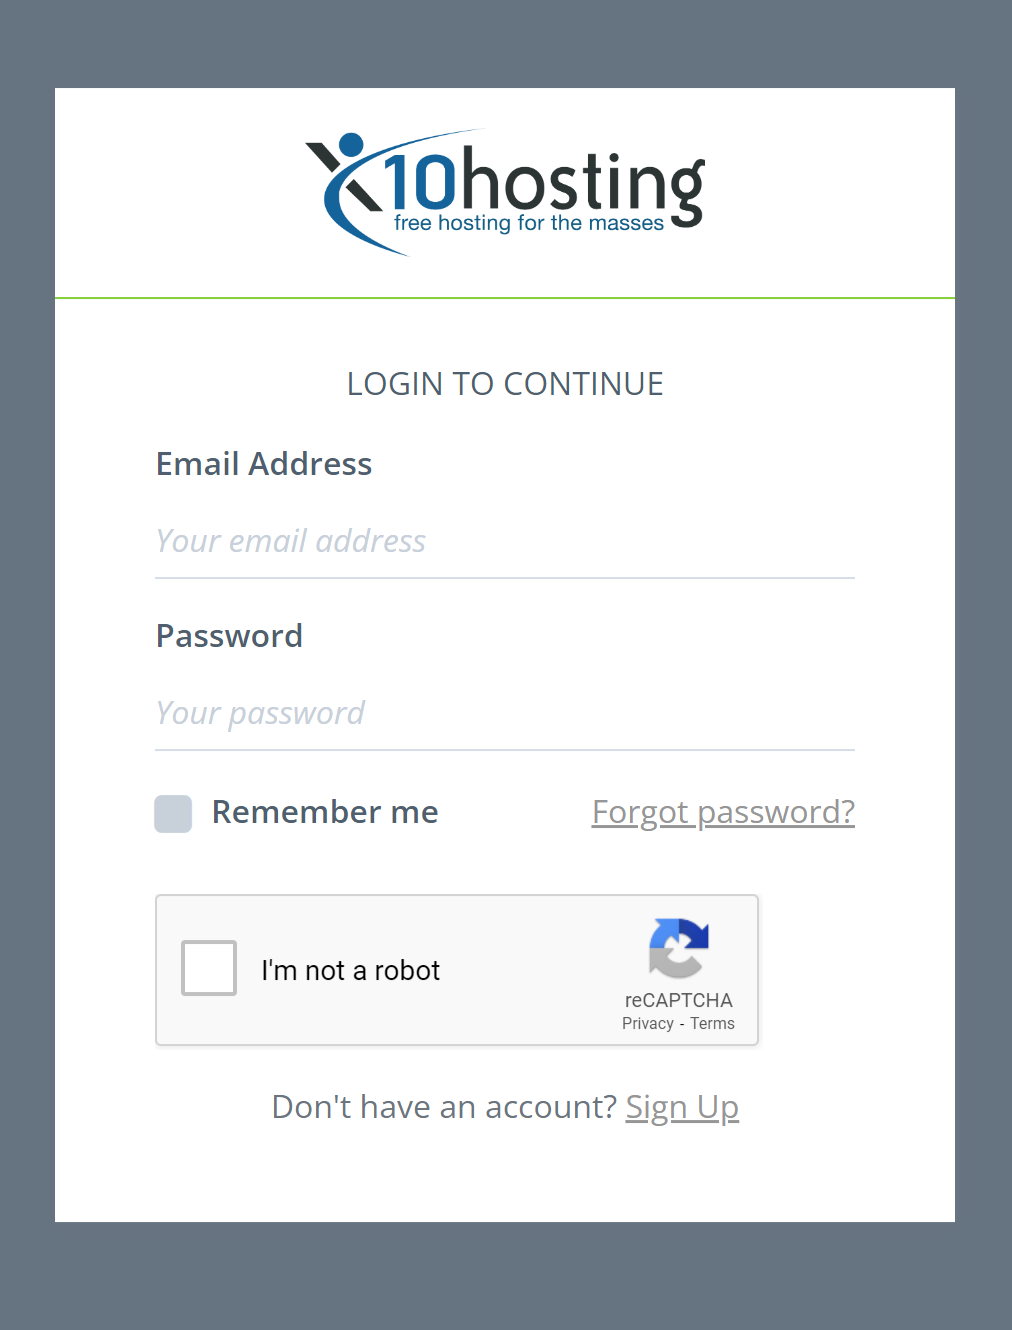 x10hosting
free hosting for the masses
LOGIN TO CONTINUE
Email Address
Your email address
Password
Your password
Remember me Forgot password?
I'm not a robot
reCAPTCHA
Privacy - Terms
Don't have an account? Sign Up